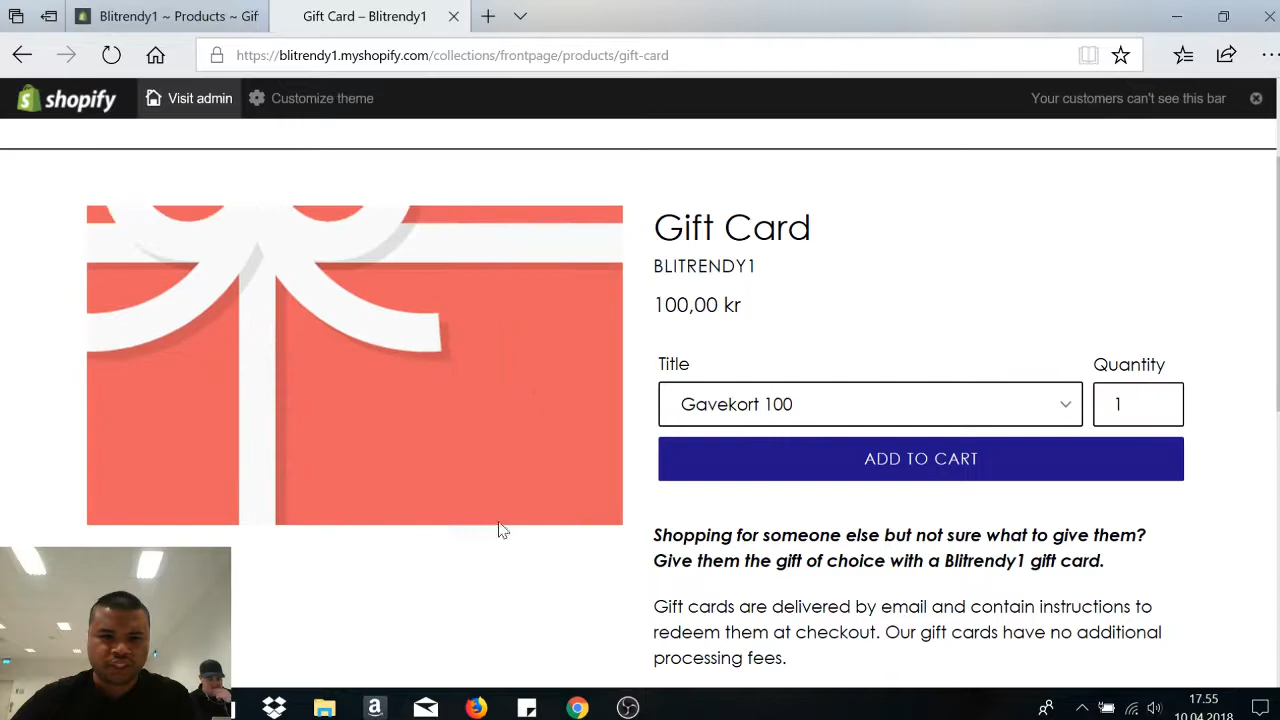 Blitrendy1 ~ Products ~ Gif
Gift Card – Blitrendy1
https://blitrendy1.myshopify.com/collections/frontpage/products/gift-card
shopify
Visit admin
Customize theme
Your customers can't see this bar
Gift Card
BLITRENDY1
100,00 kr
Title
Quantity
Gavekort 100
1
ADD TO CART
Shopping for someone else but not sure what to give them?
Give them the gift of choice with a Blitrendy1 gift card.
Gift cards are delivered by email and contain instructions to
redeem them at checkout. Our gift cards have no additional
processing fees.
17.55
10.04.2018